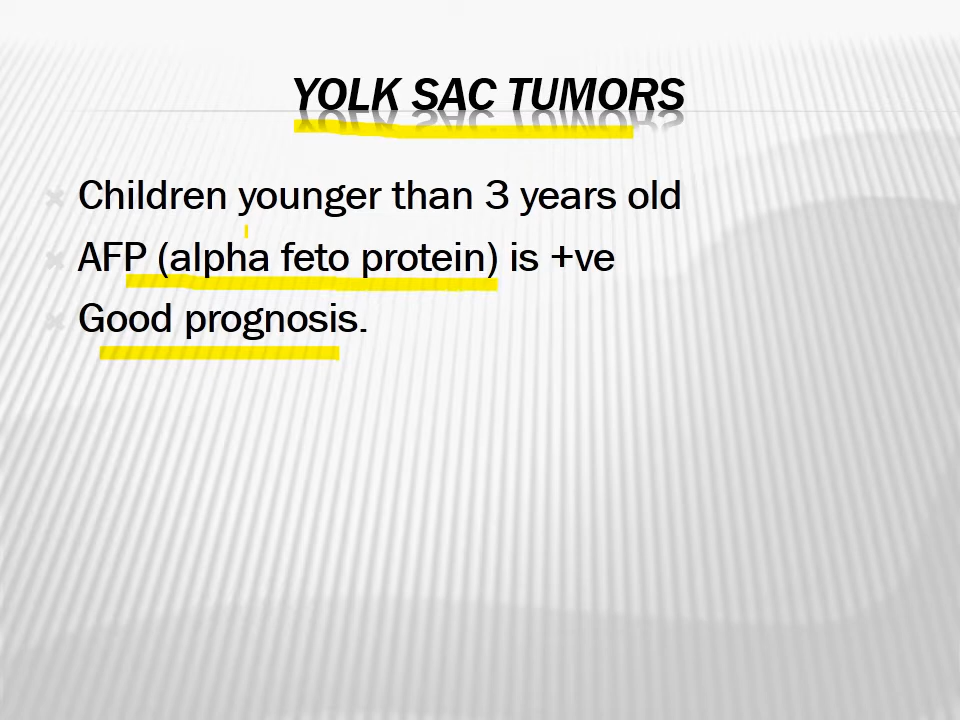 YOLK SAC TUMORS
Children younger than 3 years old
AFP (alpha feto protein) is +ve
Good prognosis.